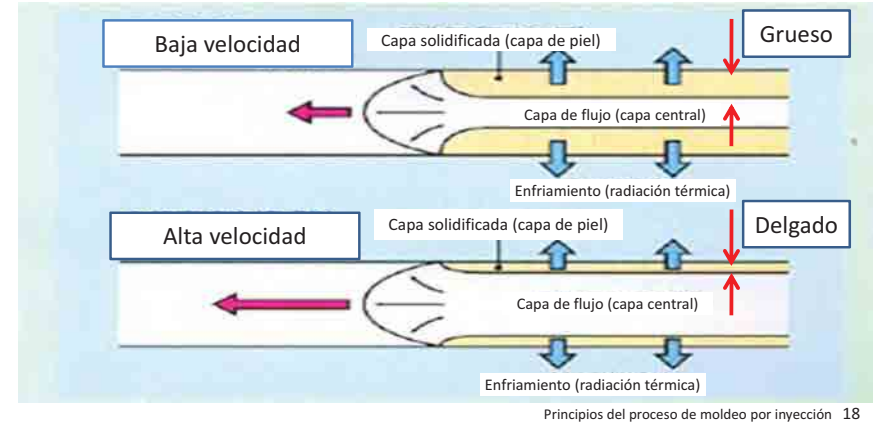 Baja velocidad
Capa solidificada (capa de piel)
Grueso
Capa de flujo (capa central)
Enfriamiento (radiación térmica)
Alta velocidad
Capa solidificada (capa de piel)
Delgado
Capa de flujo (capa central)
Enfriamiento (radiación térmica)
Principios del proceso de moldeo por inyección 18